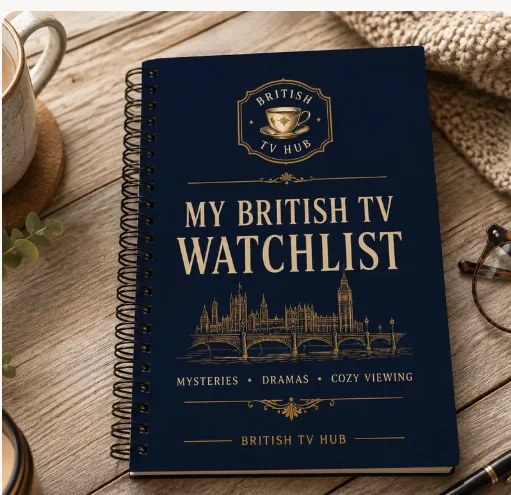 BRITISH
TV HUB
MY BRITISH TV
WATCHLIST
MYSTERIES • DRAMAS • COZY VIEWING
BRITISH TV HUB